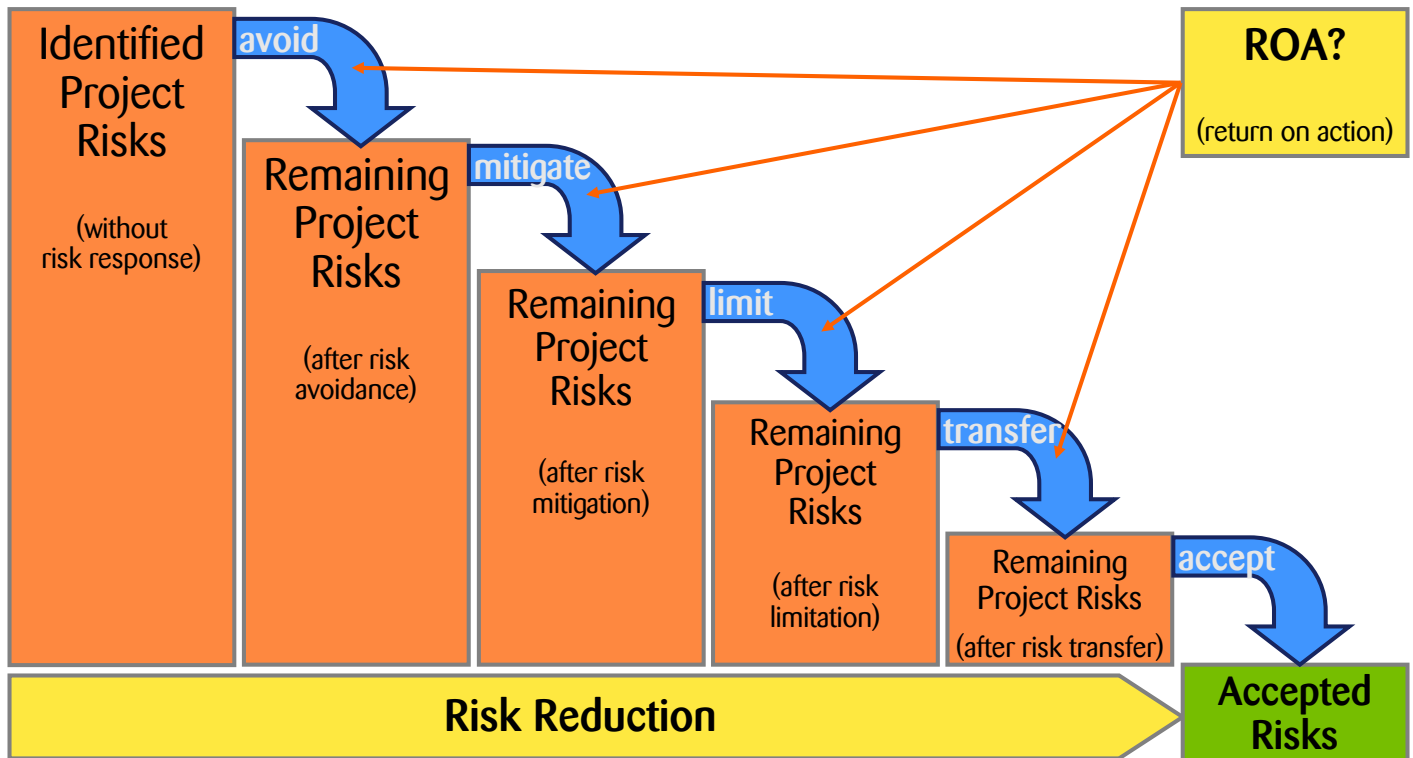 Identified
Project
Risks
(without
risk response)
avoid
Remaining
Project
Risks
(after risk
avoidance)
mitigate
Remaining
Project
Risks
(after risk
mitigation)
limit
Remaining
Project
Risks
(after risk
limitation)
transfer
Remaining
Project Risks
(after risk transfer)
accept
ROA?
(return on action)
Risk Reduction
Accepted
Risks